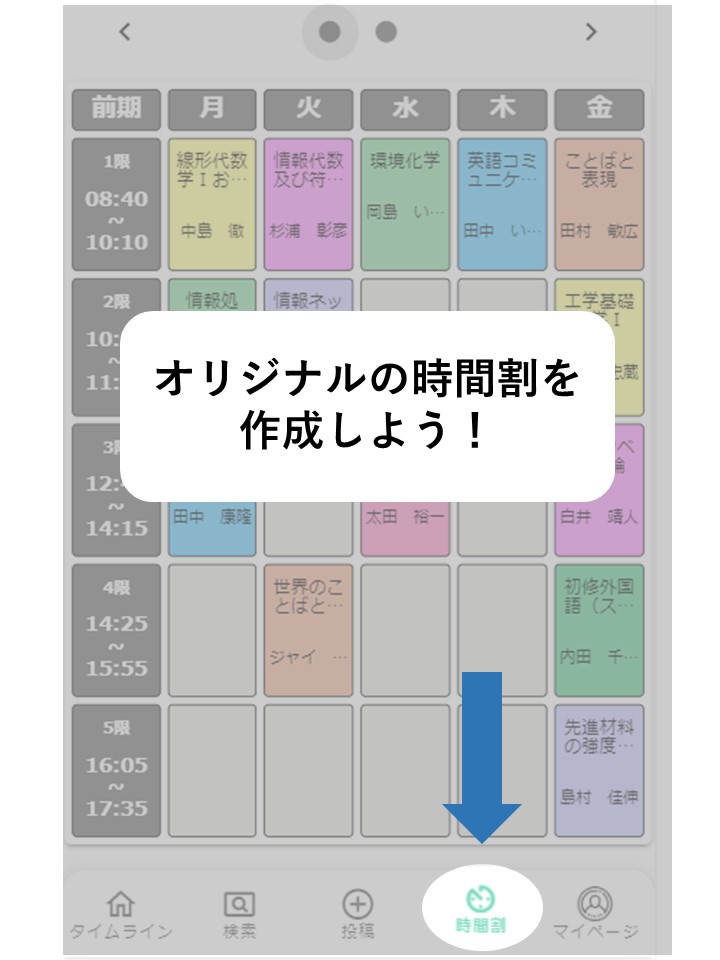 前期 月 火 水 木 金
1限
08:40
~
10:10
線形代数
学Ⅰお…
中島 徹
情報代数
及び符…
杉浦 彰彦
環境化学
岡島 い…
英語コミ
ュニケ…
田中 い…
ことばと
表現
田村 敏広
2限
10:
~
11:
情報処
情報ネッ
工学基礎
学Ⅰ
忠蔵
オリジナルの時間割を
作成しよう！
3限
12:
~
14:15
田中 康隆
太田 裕一
ベ
論
白井 靖人
4限
14:25
~
15:55
世界のこ
とばと…
ジャイ …
初修外国
語（ス…
内田 千…
5限
16:05
~
17:35
先進材料
の強度…
島村 佳伸
タイムライン 検索 投稿 時間割 マイページ